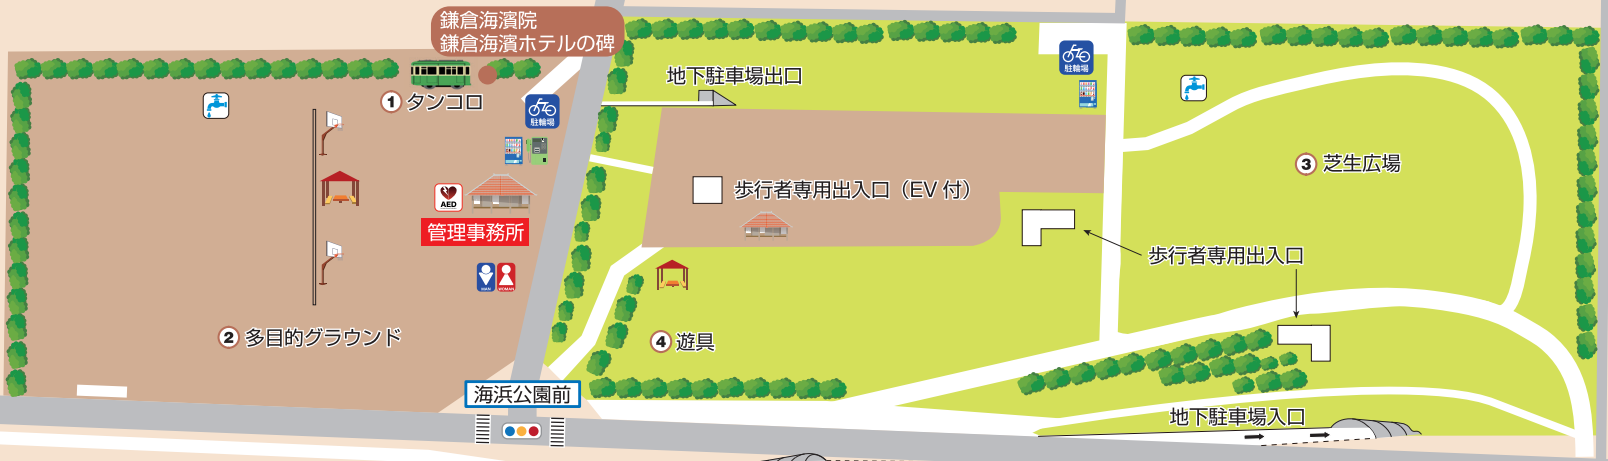 鎌倉海濱院
鎌倉海濱ホテルの碑
① タンコロ
駐輪場
地下駐車場出口
駐輪場
③ 芝生広場
歩行者専用出入口（EV 付）
AED
管理事務所
歩行者専用出入口
MAN
WOMAN
② 多目的グラウンド
④ 遊具
海浜公園前
地下駐車場入口